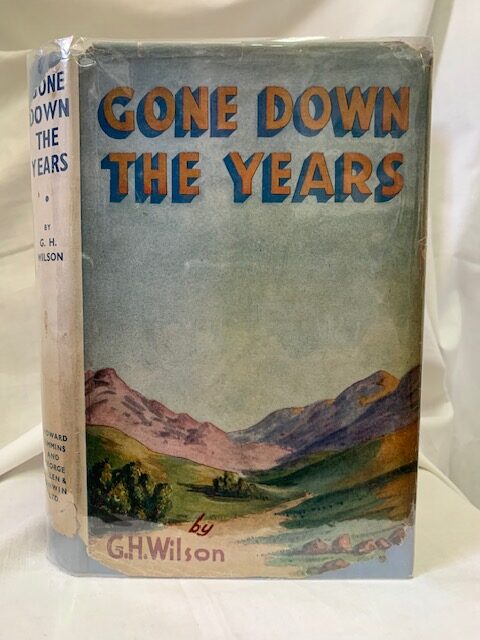 GONE
DOWN
THE
YEARS
BY
G. H.
WILSON
HOWARD
TIMMINS
AND
GEORGE
ALLEN &
UNWIN
LTD.
GONE DOWN
THE YEARS
by
G.H.Wilson